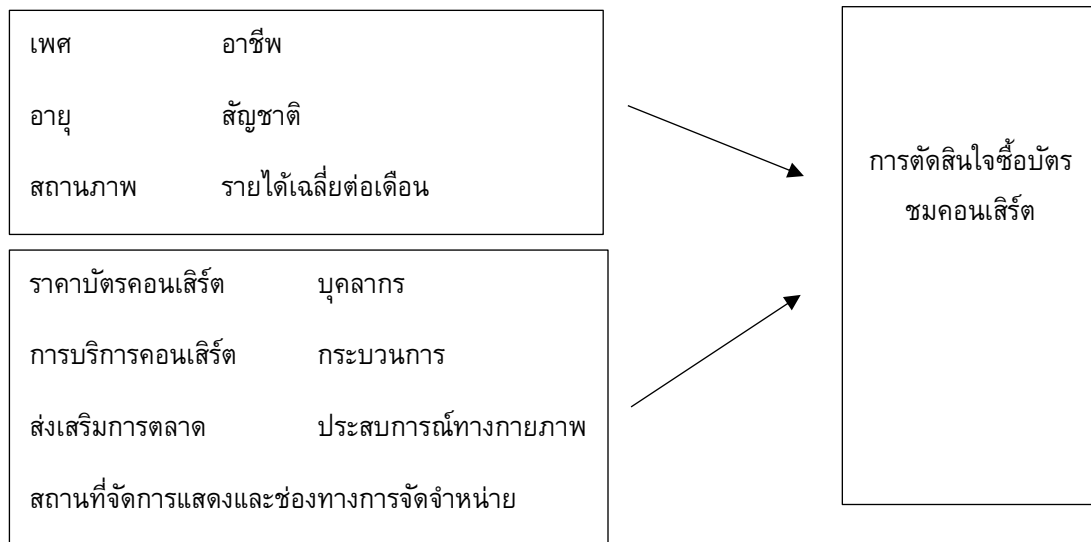 เพศ อาชีพ
อายุ สัญชาติ
สถานภาพ รายได้เฉลี่ยต่อเดือน
ราคาบัตรคอนเสิร์ต บุคลากร
การบริการคอนเสิร์ต กระบวนการ
ส่งเสริมการตลาด ประสบการณ์ทางกายภาพ
สถานที่จัดการแสดงและช่องทางการจัดจำหน่าย
การตัดสินใจซื้อบัตร
ชมคอนเสิร์ต